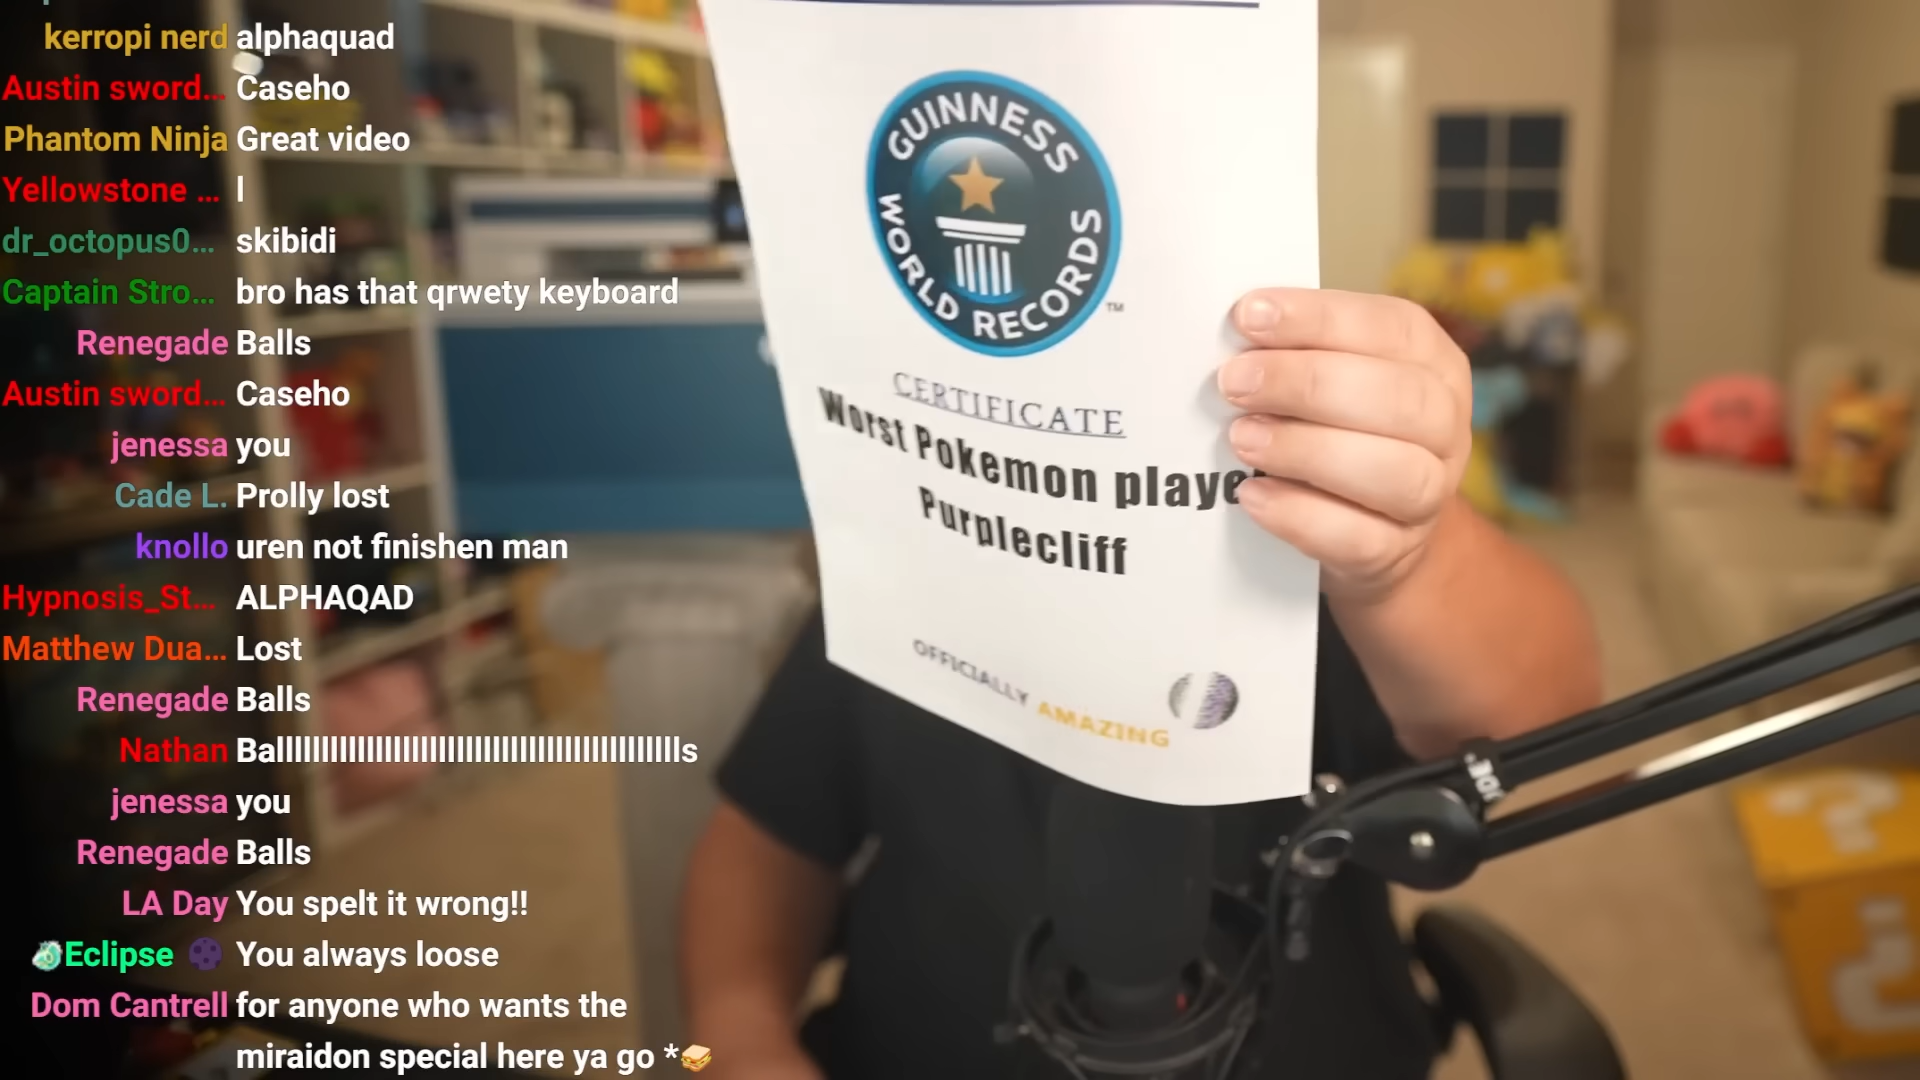 kerropi nerd alphaquad
Austin sword... Caseho
Phantom Ninja Great video
Yellowstone ... l
dr_octopus0... skibidi
Captain Stro... bro has that qrwety keyboard
Renegade Balls
Austin sword... Caseho
jenessa you
Cade L. Prolly lost
knollo uren not finishen man
Hypnosis_St... ALPHAQAD
Matthew Dua... Lost
Renegade Balls
Nathan Balllllllllllllllllllllllllllllllllllllllllllllls
jenessa you
Renegade Balls
LA Day You spelt it wrong!!
Eclipse You always loose
Dom Cantrell for anyone who wants the
miraidon special here ya go *🥪
GUINNESS
WORLD RECORDS
TM
CERTIFICATE
Worst Pokemon player
Purplecliff
OFFICIALLY AMAZING